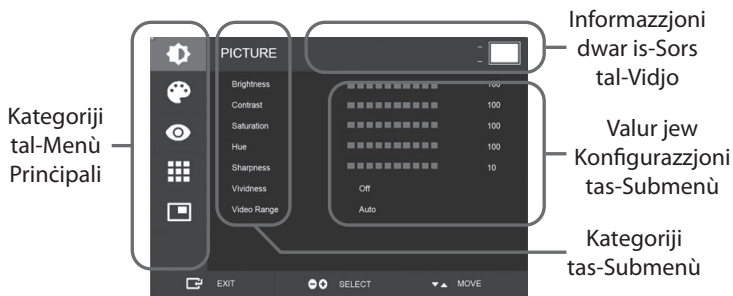 Informazzjoni
dwar is-Sors
tal-Vidjo
Kategoriji
tal-Menù
Prinċipali
PICTURE
Brightness 100
Contrast 100
Saturation 100
Hue 100
Sharpness 10
Vividness Off
Video Range Auto
EXIT SELECT MOVE
Valur jew
Konfigurazzjoni
tas-Submenù
Kategoriji
tas-Submenù